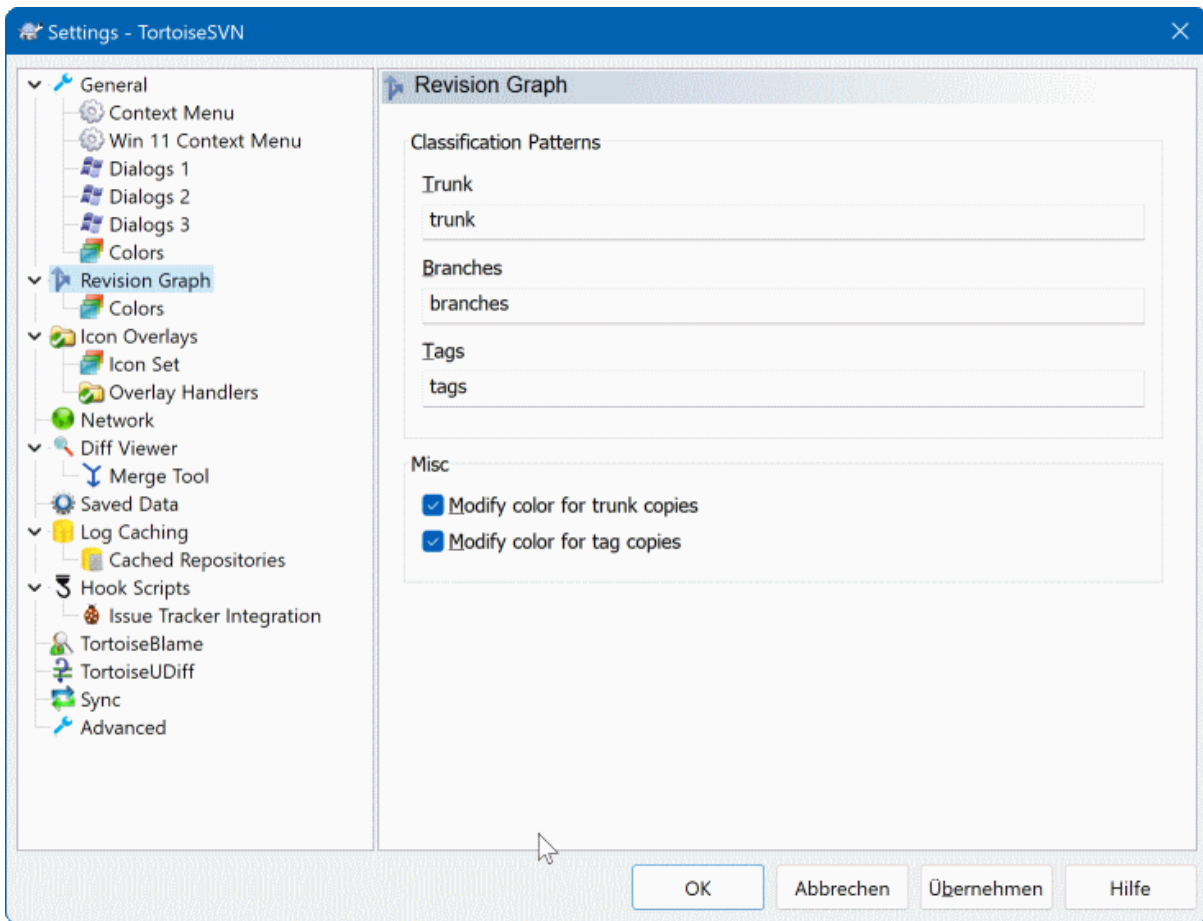 Settings - TortoiseSVN
General
Context Menu
Win 11 Context Menu
Dialogs 1
Dialogs 2
Dialogs 3
Colors
Revision Graph
Colors
Icon Overlays
Icon Set
Overlay Handlers
Network
Diff Viewer
Merge Tool
Saved Data
Log Caching
Cached Repositories
Hook Scripts
Issue Tracker Integration
TortoiseBlame
TortoiseUDiff
Sync
Advanced
Revision Graph
Classification Patterns
Trunk
trunk
Branches
branches
Tags
tags
Misc
Modify color for trunk copies
Modify color for tag copies
OK Abbrechen Übernehmen Hilfe